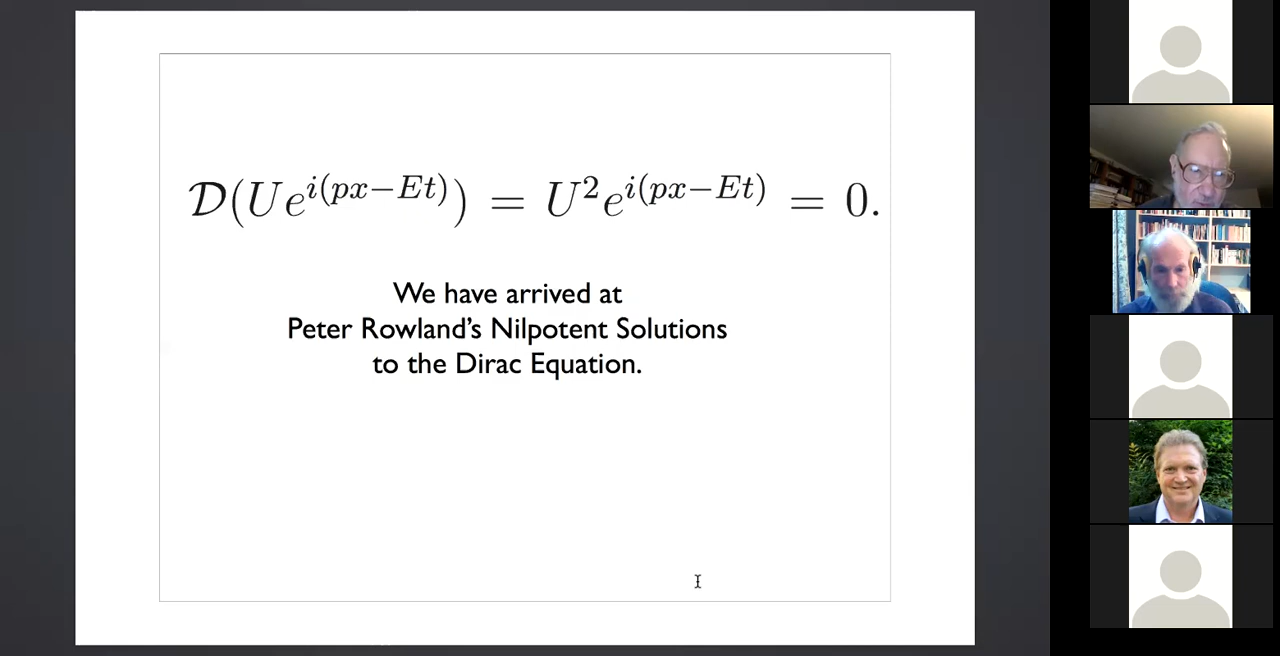 𝒟(Ue^{i(px−Et)}) = U²e^{i(px−Et)} = 0.
We have arrived at
Peter Rowland's Nilpotent Solutions
to the Dirac Equation.